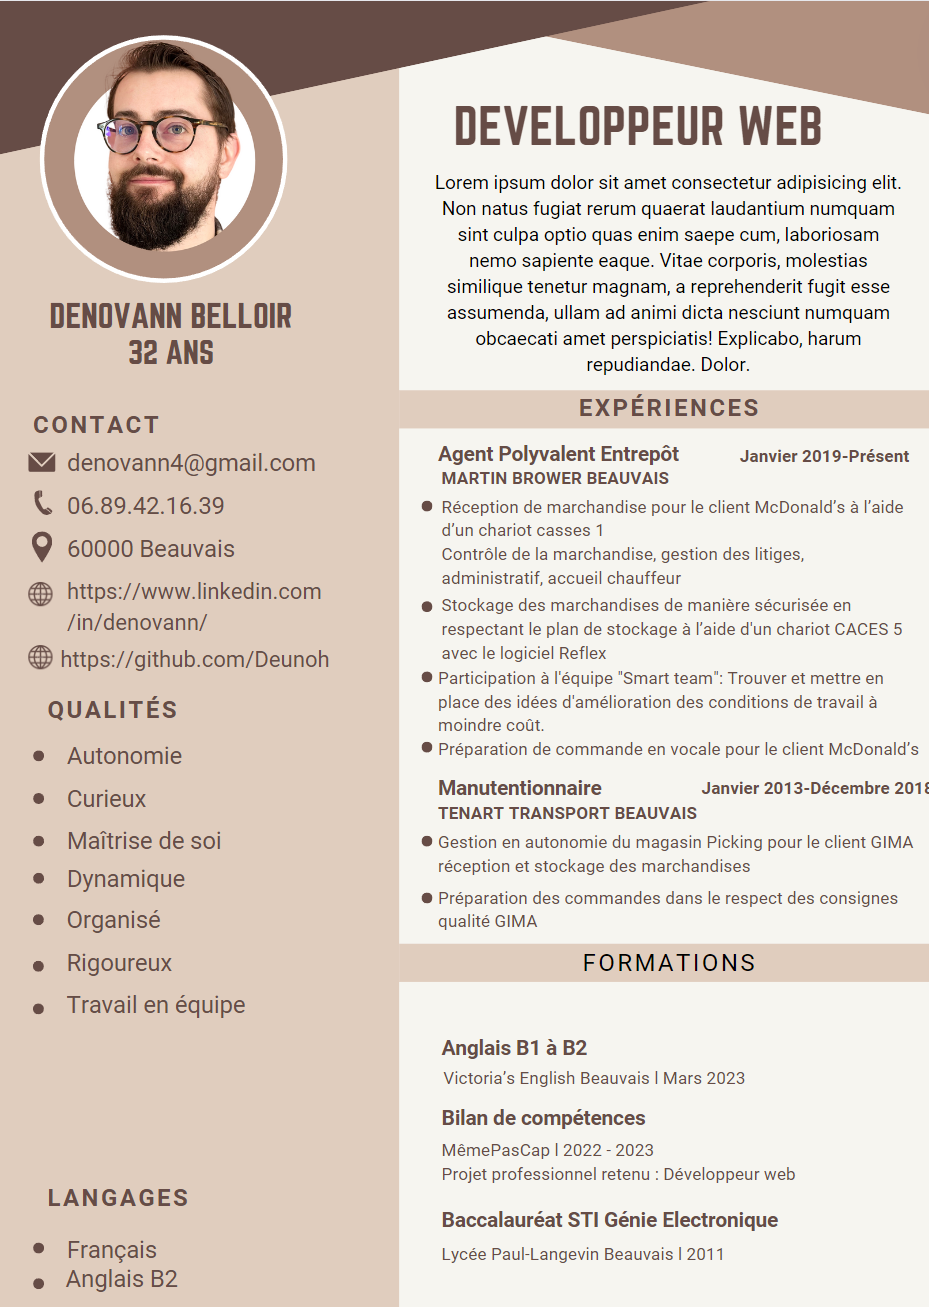 DENOVANN BELLOIR
32 ANS
CONTACT
denovann4@gmail.com
06.89.42.16.39
60000 Beauvais
https://www.linkedin.com
/in/denovann/
https://github.com/Deunoh
QUALITÉS
Autonomie
Curieux
Maîtrise de soi
Dynamique
Organisé
Rigoureux
Travail en équipe
LANGAGES
Français
Anglais B2
DEVELOPPEUR WEB
Lorem ipsum dolor sit amet consectetur adipisicing elit.
Non natus fugiat rerum quaerat laudantium numquam
sint culpa optio quas enim saepe cum, laboriosam
nemo sapiente eaque. Vitae corporis, molestias
similique tenetur magnam, a reprehenderit fugit esse
assumenda, ullam ad animi dicta nesciunt numquam
obcaecati amet perspiciatis! Explicabo, harum
repudiandae. Dolor.
EXPÉRIENCES
Agent Polyvalent Entrepôt Janvier 2019-Présent
MARTIN BROWER BEAUVAIS
Réception de marchandise pour le client McDonald’s à l’aide
d’un chariot casses 1
Contrôle de la marchandise, gestion des litiges,
administratif, accueil chauffeur
Stockage des marchandises de manière sécurisée en
respectant le plan de stockage à l’aide d'un chariot CACES 5
avec le logiciel Reflex
Participation à l'équipe "Smart team": Trouver et mettre en
place des idées d'amélioration des conditions de travail à
moindre coût.
Préparation de commande en vocale pour le client McDonald’s
Manutentionnaire Janvier 2013-Décembre 2018
TENART TRANSPORT BEAUVAIS
Gestion en autonomie du magasin Picking pour le client GIMA
réception et stockage des marchandises
Préparation des commandes dans le respect des consignes
qualité GIMA
FORMATIONS
Anglais B1 à B2
Victoria’s English Beauvais l Mars 2023
Bilan de compétences
MêmePasCap l 2022 - 2023
Projet professionnel retenu : Développeur web
Baccalauréat STI Génie Electronique
Lycée Paul-Langevin Beauvais l 2011